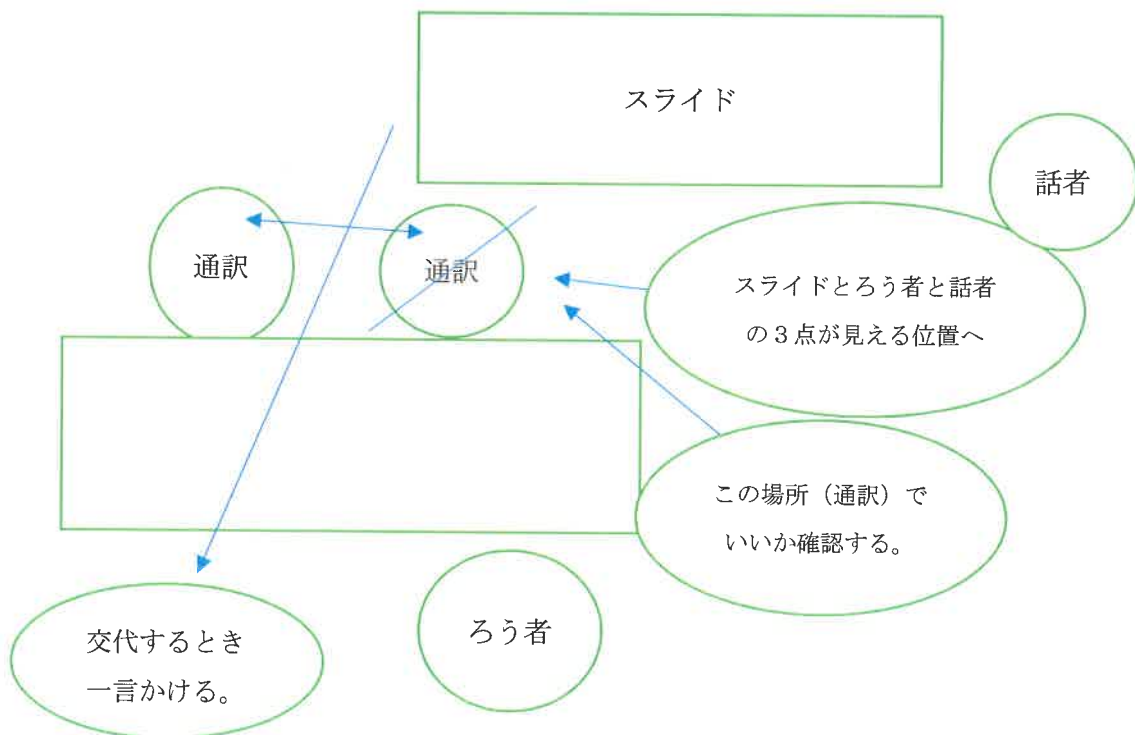 スライド
話者
通訳
通訳
スライドとろう者と話者
の３点が見える位置へ
この場所（通訳）で
いいか確認する。
ろう者
交代するとき
一言かける。